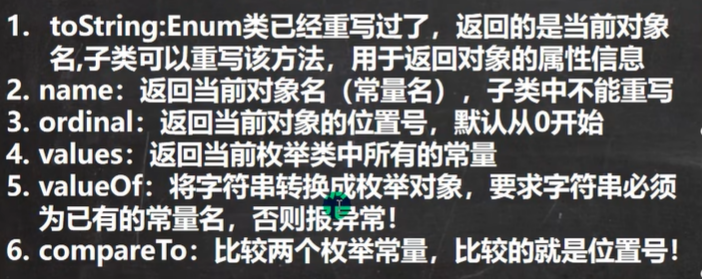 1. toString:Enum类已经重写过了，返回的是当前对象
名,子类可以重写该方法，用于返回对象的属性信息
2. name：返回当前对象名（常量名），子类中不能重写
3. ordinal：返回当前对象的位置号，默认从0开始
4. values：返回当前枚举类中所有的常量
5. valueOf：将字符串转换成枚举对象，要求字符串必须
为已有的常量名，否则报异常！
6. compareTo：比较两个枚举常量，比较的就是位置号！